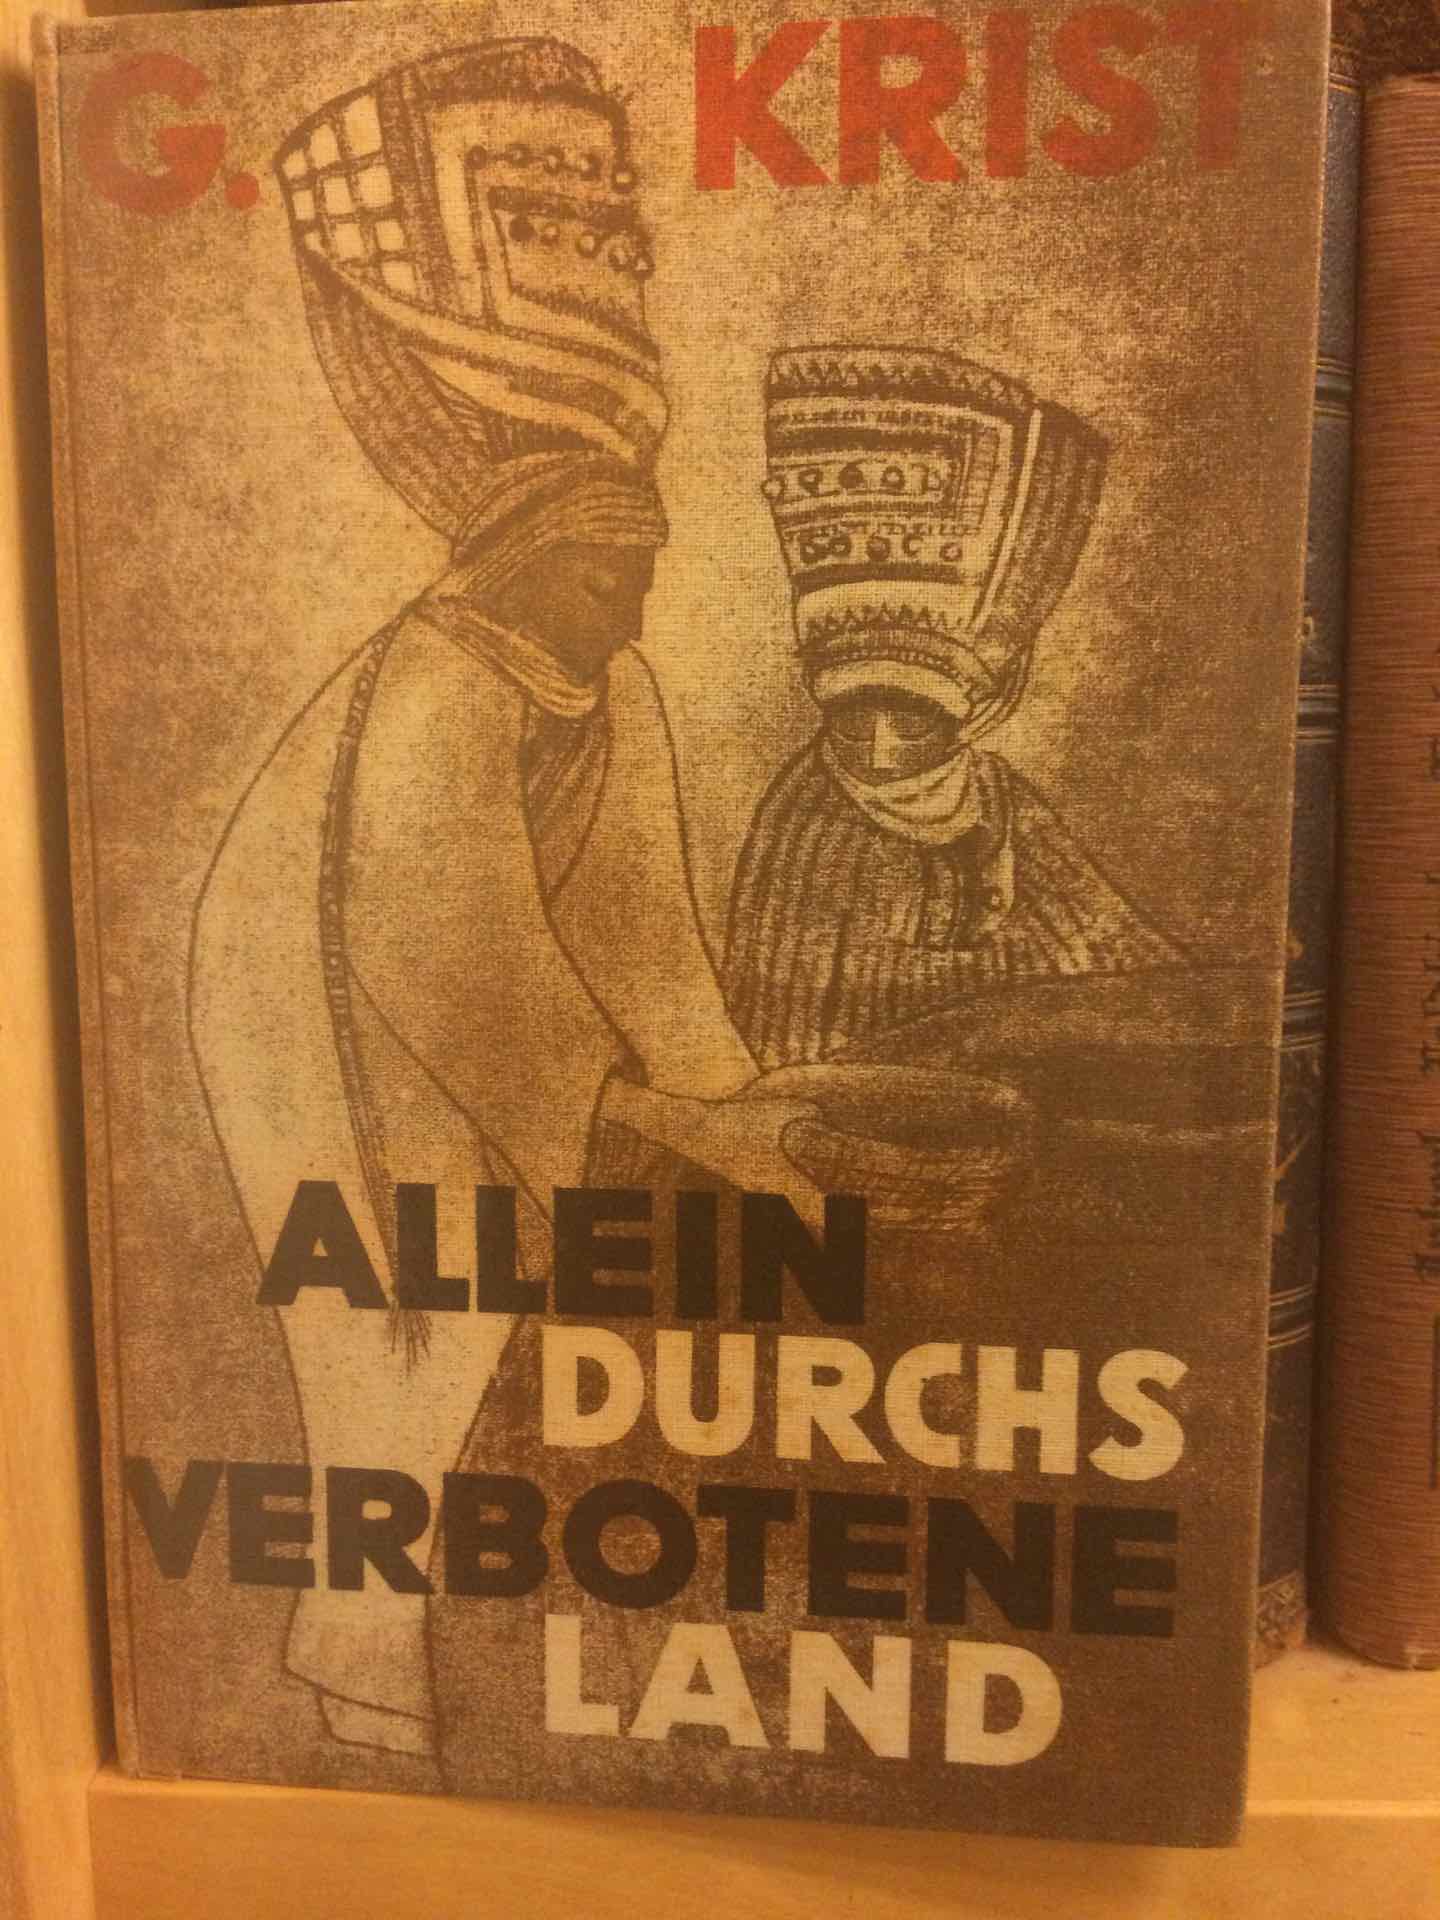 G. KRIST
ALLEIN
DURCHS
VERBOTENE
LAND